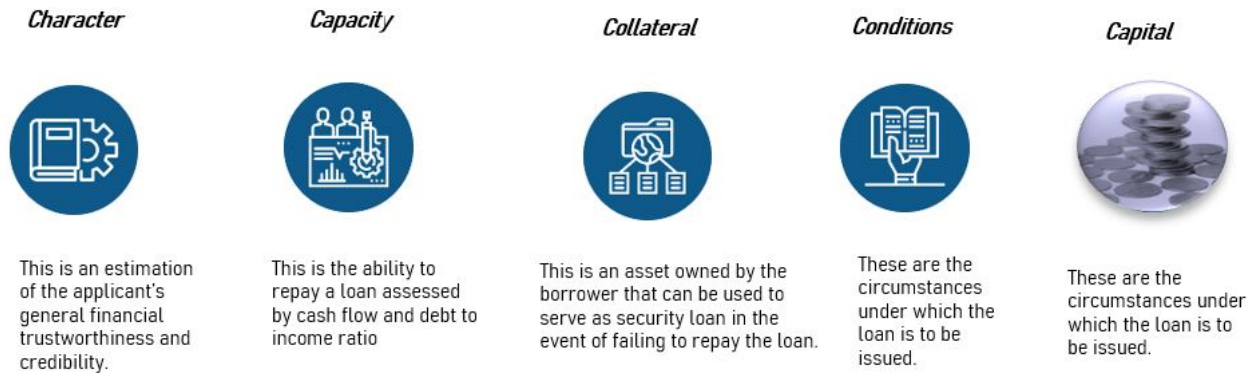 Character
Capacity
Collateral
Conditions
Capital
This is an estimation
of the applicant's
general financial
trustworthiness and
credibility.
This is the ability to
repay a loan assessed
by cash flow and debt to
income ratio
This is an asset owned by the
borrower that can be used to
serve as security loan in the
event of failing to repay the loan.
These are the
circumstances
under which the
loan is to be
issued.
These are the
circumstances under
which the loan is to
be issued.